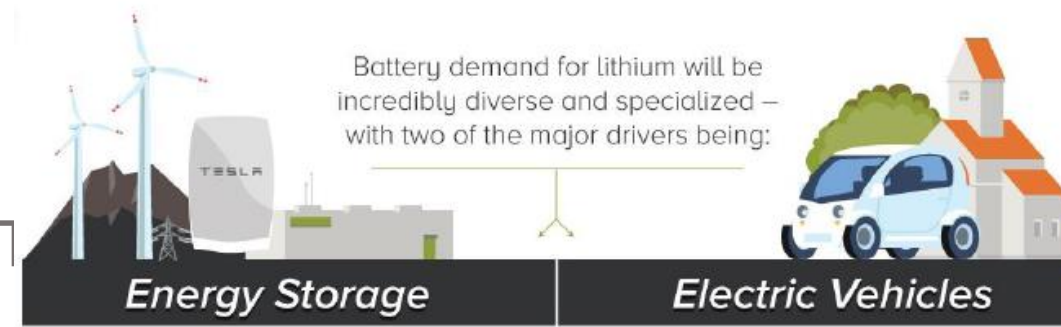 Battery demand for lithium will be
incredibly diverse and specialized –
with two of the major drivers being:
TESLA
Energy Storage
Electric Vehicles